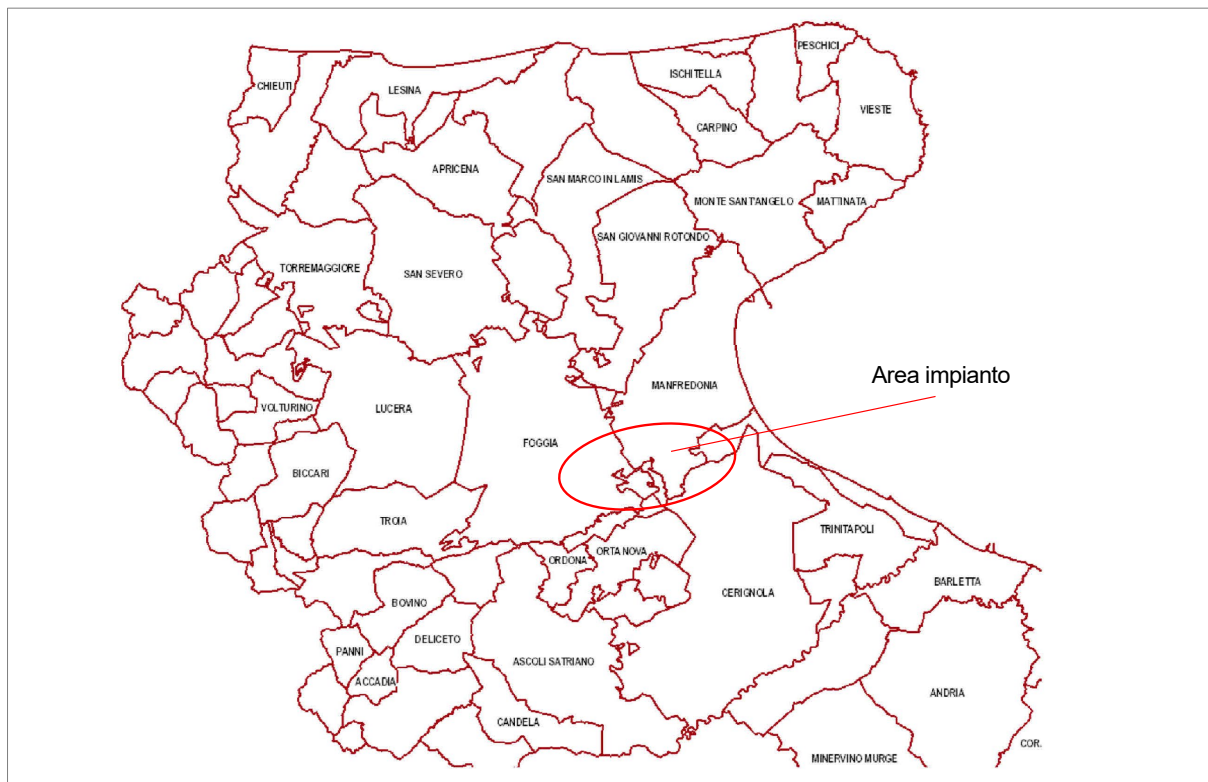 PESCHICI
ISCHITELLA
CHIEUTI
LESINA
VIESTE
CARPINO
APRICENA
SAN MARCO IN LAMIS
MONTE SANT'ANGELO
MATTINATA
SAN GIOVANNI ROTONDO
TORREMAGGIORE
SAN SEVERO
Area impianto
MANFREDONIA
VOLTURINO
LUCERA
FOGGIA
BICCARI
TROIA
TRINITAPOLI
ORDONA
ORTA NOVA
BARLETTA
CERIGNOLA
BOVINO
DELICETO
PANNI
ASCOLI SATRIANO
ACCADIA
ANDRIA
CANDELA
COR.
MINERVINO MURGE